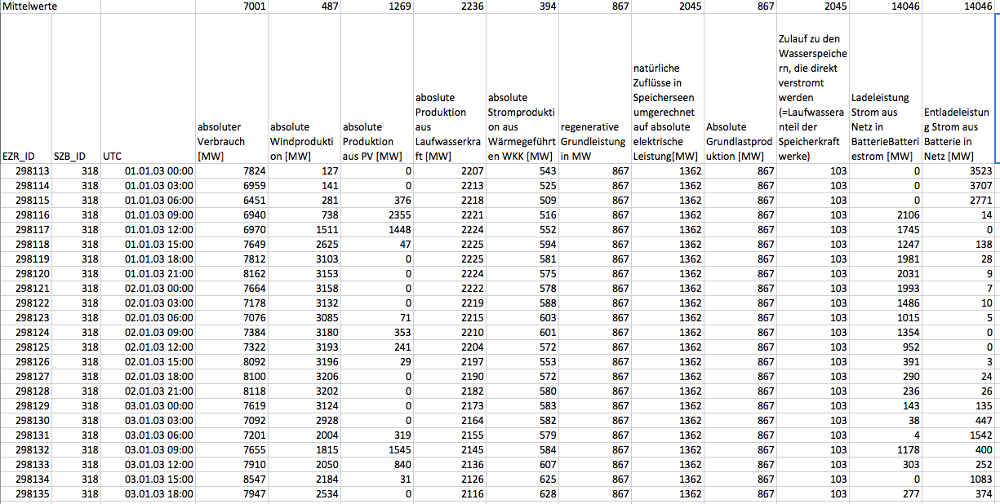 Mittelwerte 7001 487 1269 2236 394 867 2045 867 2045 14046 14046
EZR_ID SZB_ID UTC absoluter Verbrauch [MW] absolute Windprodukti on [MW] absolute Produktion aus PV [MW] aboslute Produktion aus Laufwasserkra ft [MW] absolute Stromprodukti on aus Wärmegeführt en WKK [MW] regenerative Grundleistung in MW natürliche Zuflüsse in Speicherseen umgerechnet auf absolute elektrische Leistung[MW] Absolute Grundlastprod uktion [MW] Zulauf zu den Wasserspeiche rn, die direkt verstromt werden (=Laufwassera nteil der Speicherkraft werke) Ladeleistung Strom aus Netz in BatterieBatteri estrom [MW] Entladeleistun g Strom aus Batterie in Netz [MW]
298113 318 01.01.03 00:00 7824 127 0 2207 543 867 1362 867 103 0 3523
298114 318 01.01.03 03:00 6959 141 0 2213 525 867 1362 867 103 0 3707
298115 318 01.01.03 06:00 6451 281 376 2218 509 867 1362 867 103 0 2771
298116 318 01.01.03 09:00 6940 738 2355 2221 516 867 1362 867 103 2106 14
298117 318 01.01.03 12:00 6970 1511 1448 2224 552 867 1362 867 103 1745 0
298118 318 01.01.03 15:00 7649 2625 47 2225 594 867 1362 867 103 1247 138
298119 318 01.01.03 18:00 7812 3103 0 2225 581 867 1362 867 103 1981 28
298120 318 01.01.03 21:00 8162 3153 0 2224 575 867 1362 867 103 2031 9
298121 318 02.01.03 00:00 7664 3158 0 2222 578 867 1362 867 103 1993 7
298122 318 02.01.03 03:00 7178 3132 0 2219 588 867 1362 867 103 1486 10
298123 318 02.01.03 06:00 7076 3085 71 2215 603 867 1362 867 103 1015 5
298124 318 02.01.03 09:00 7384 3180 353 2210 601 867 1362 867 103 1354 0
298125 318 02.01.03 12:00 7322 3193 241 2204 572 867 1362 867 103 952 0
298126 318 02.01.03 15:00 8092 3196 29 2197 553 867 1362 867 103 391 3
298127 318 02.01.03 18:00 8100 3206 0 2190 572 867 1362 867 103 290 24
298128 318 02.01.03 21:00 8118 3202 0 2182 580 867 1362 867 103 236 26
298129 318 03.01.03 00:00 7619 3124 0 2173 583 867 1362 867 103 143 135
298130 318 03.01.03 03:00 7092 2928 0 2164 582 867 1362 867 103 38 447
298131 318 03.01.03 06:00 7201 2004 319 2155 579 867 1362 867 103 4 1542
298132 318 03.01.03 09:00 7655 1815 1545 2145 584 867 1362 867 103 1178 400
298133 318 03.01.03 12:00 7910 2050 840 2136 607 867 1362 867 103 303 252
298134 318 03.01.03 15:00 8547 2184 31 2126 625 867 1362 867 103 0 1083
298135 318 03.01.03 18:00 7947 2534 0 2116 628 867 1362 867 103 277 374